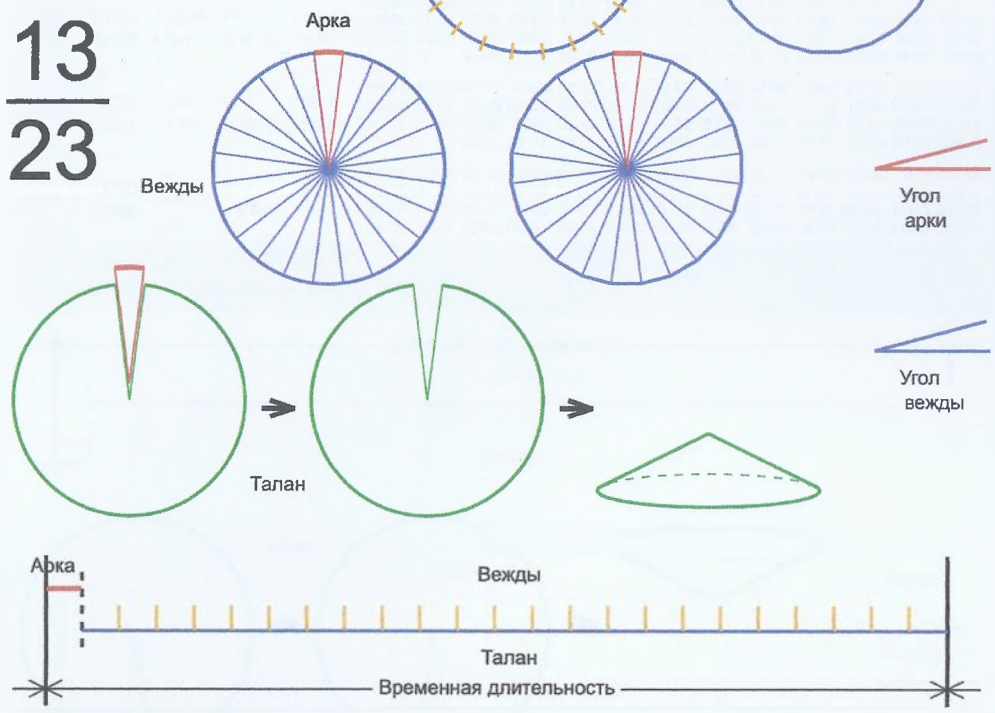 Арка
13
23
Вежды
Угол
арки
Угол
вежды
Талан
Арка
Вежды
Талан
Временная длительность